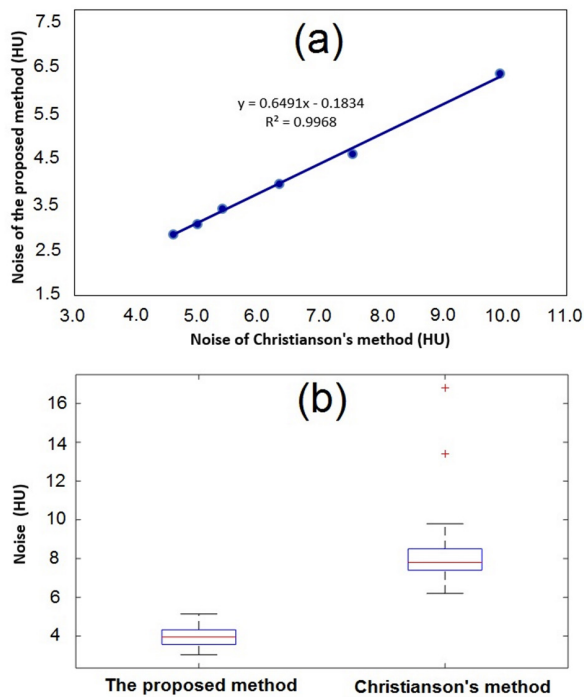 (a)
7.5
6.5
5.5
4.5
3.5
2.5
1.5
Noise of the proposed method (HU)
y = 0.6491x - 0.1834
R² = 0.9968
3.0 4.0 5.0 6.0 7.0 8.0 9.0 10.0 11.0
Noise of Christianson's method (HU)
(b)
16
14
12
10
8
6
4
Noise (HU)
The proposed method Christianson's method